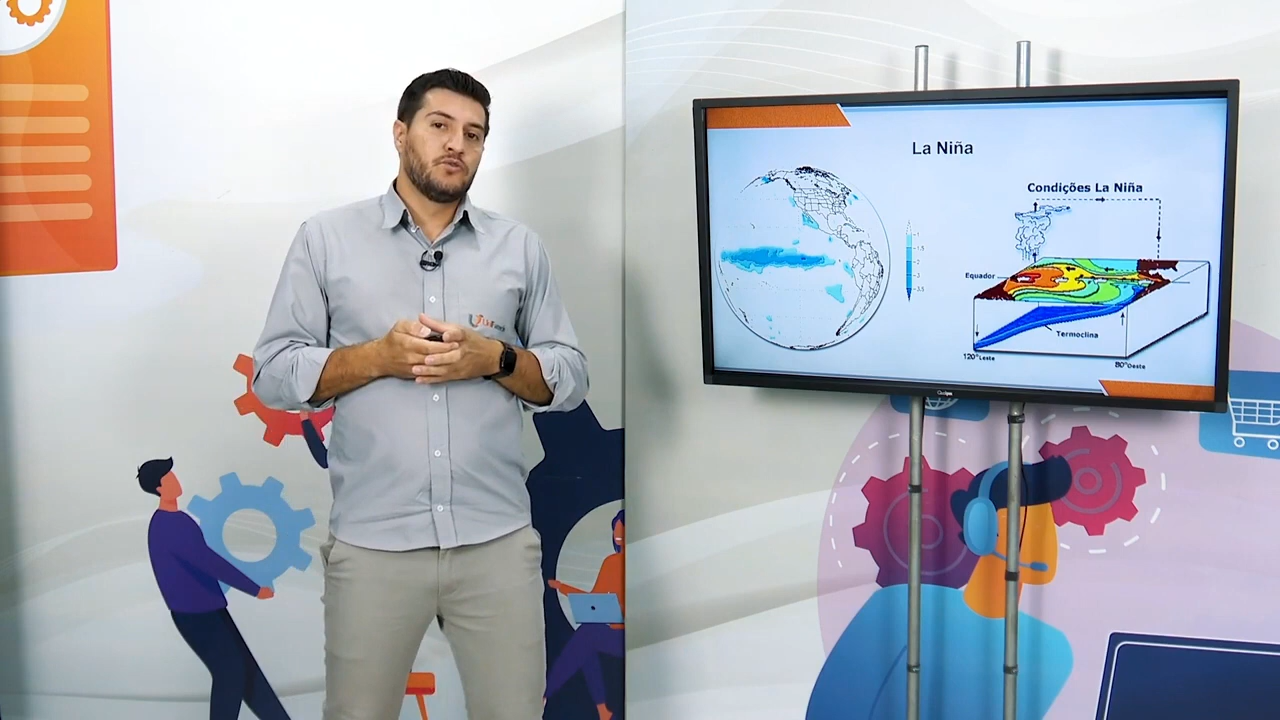 La Niña
Condições La Niña
Equador
Termoclina
120° Leste
80° Oeste